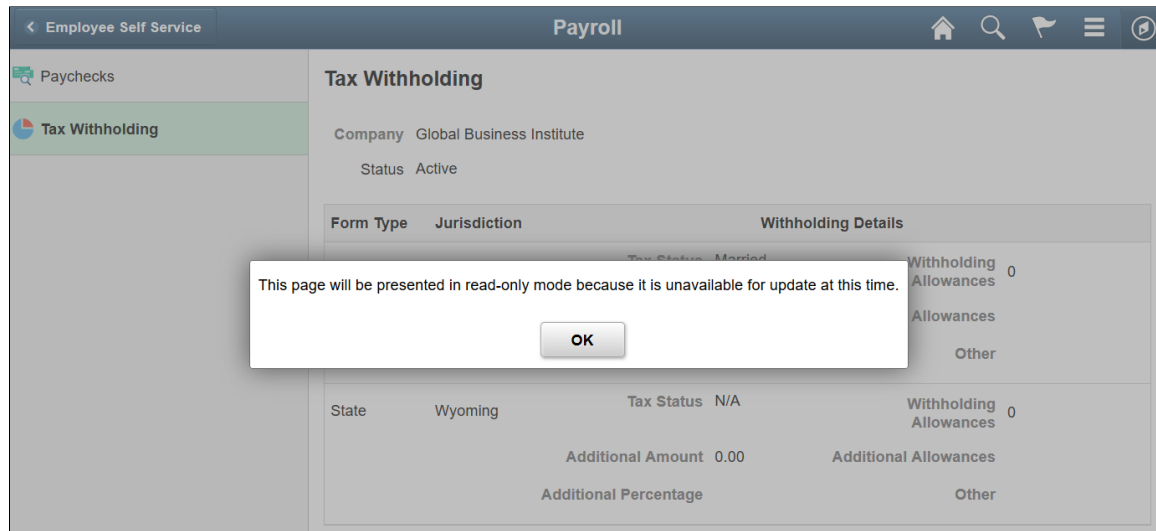 Employee Self Service
Payroll
Paychecks
Tax Withholding
Tax Withholding
Company Global Business Institute
Status Active
Form Type Jurisdiction Withholding Details
Tax Status Married
Withholding Allowances 0
This page will be presented in read-only mode because it is unavailable for update at this time.
OK
Allowances
Other
State Wyoming Tax Status N/A
Withholding Allowances 0
Additional Amount 0.00 Additional Allowances
Additional Percentage Other